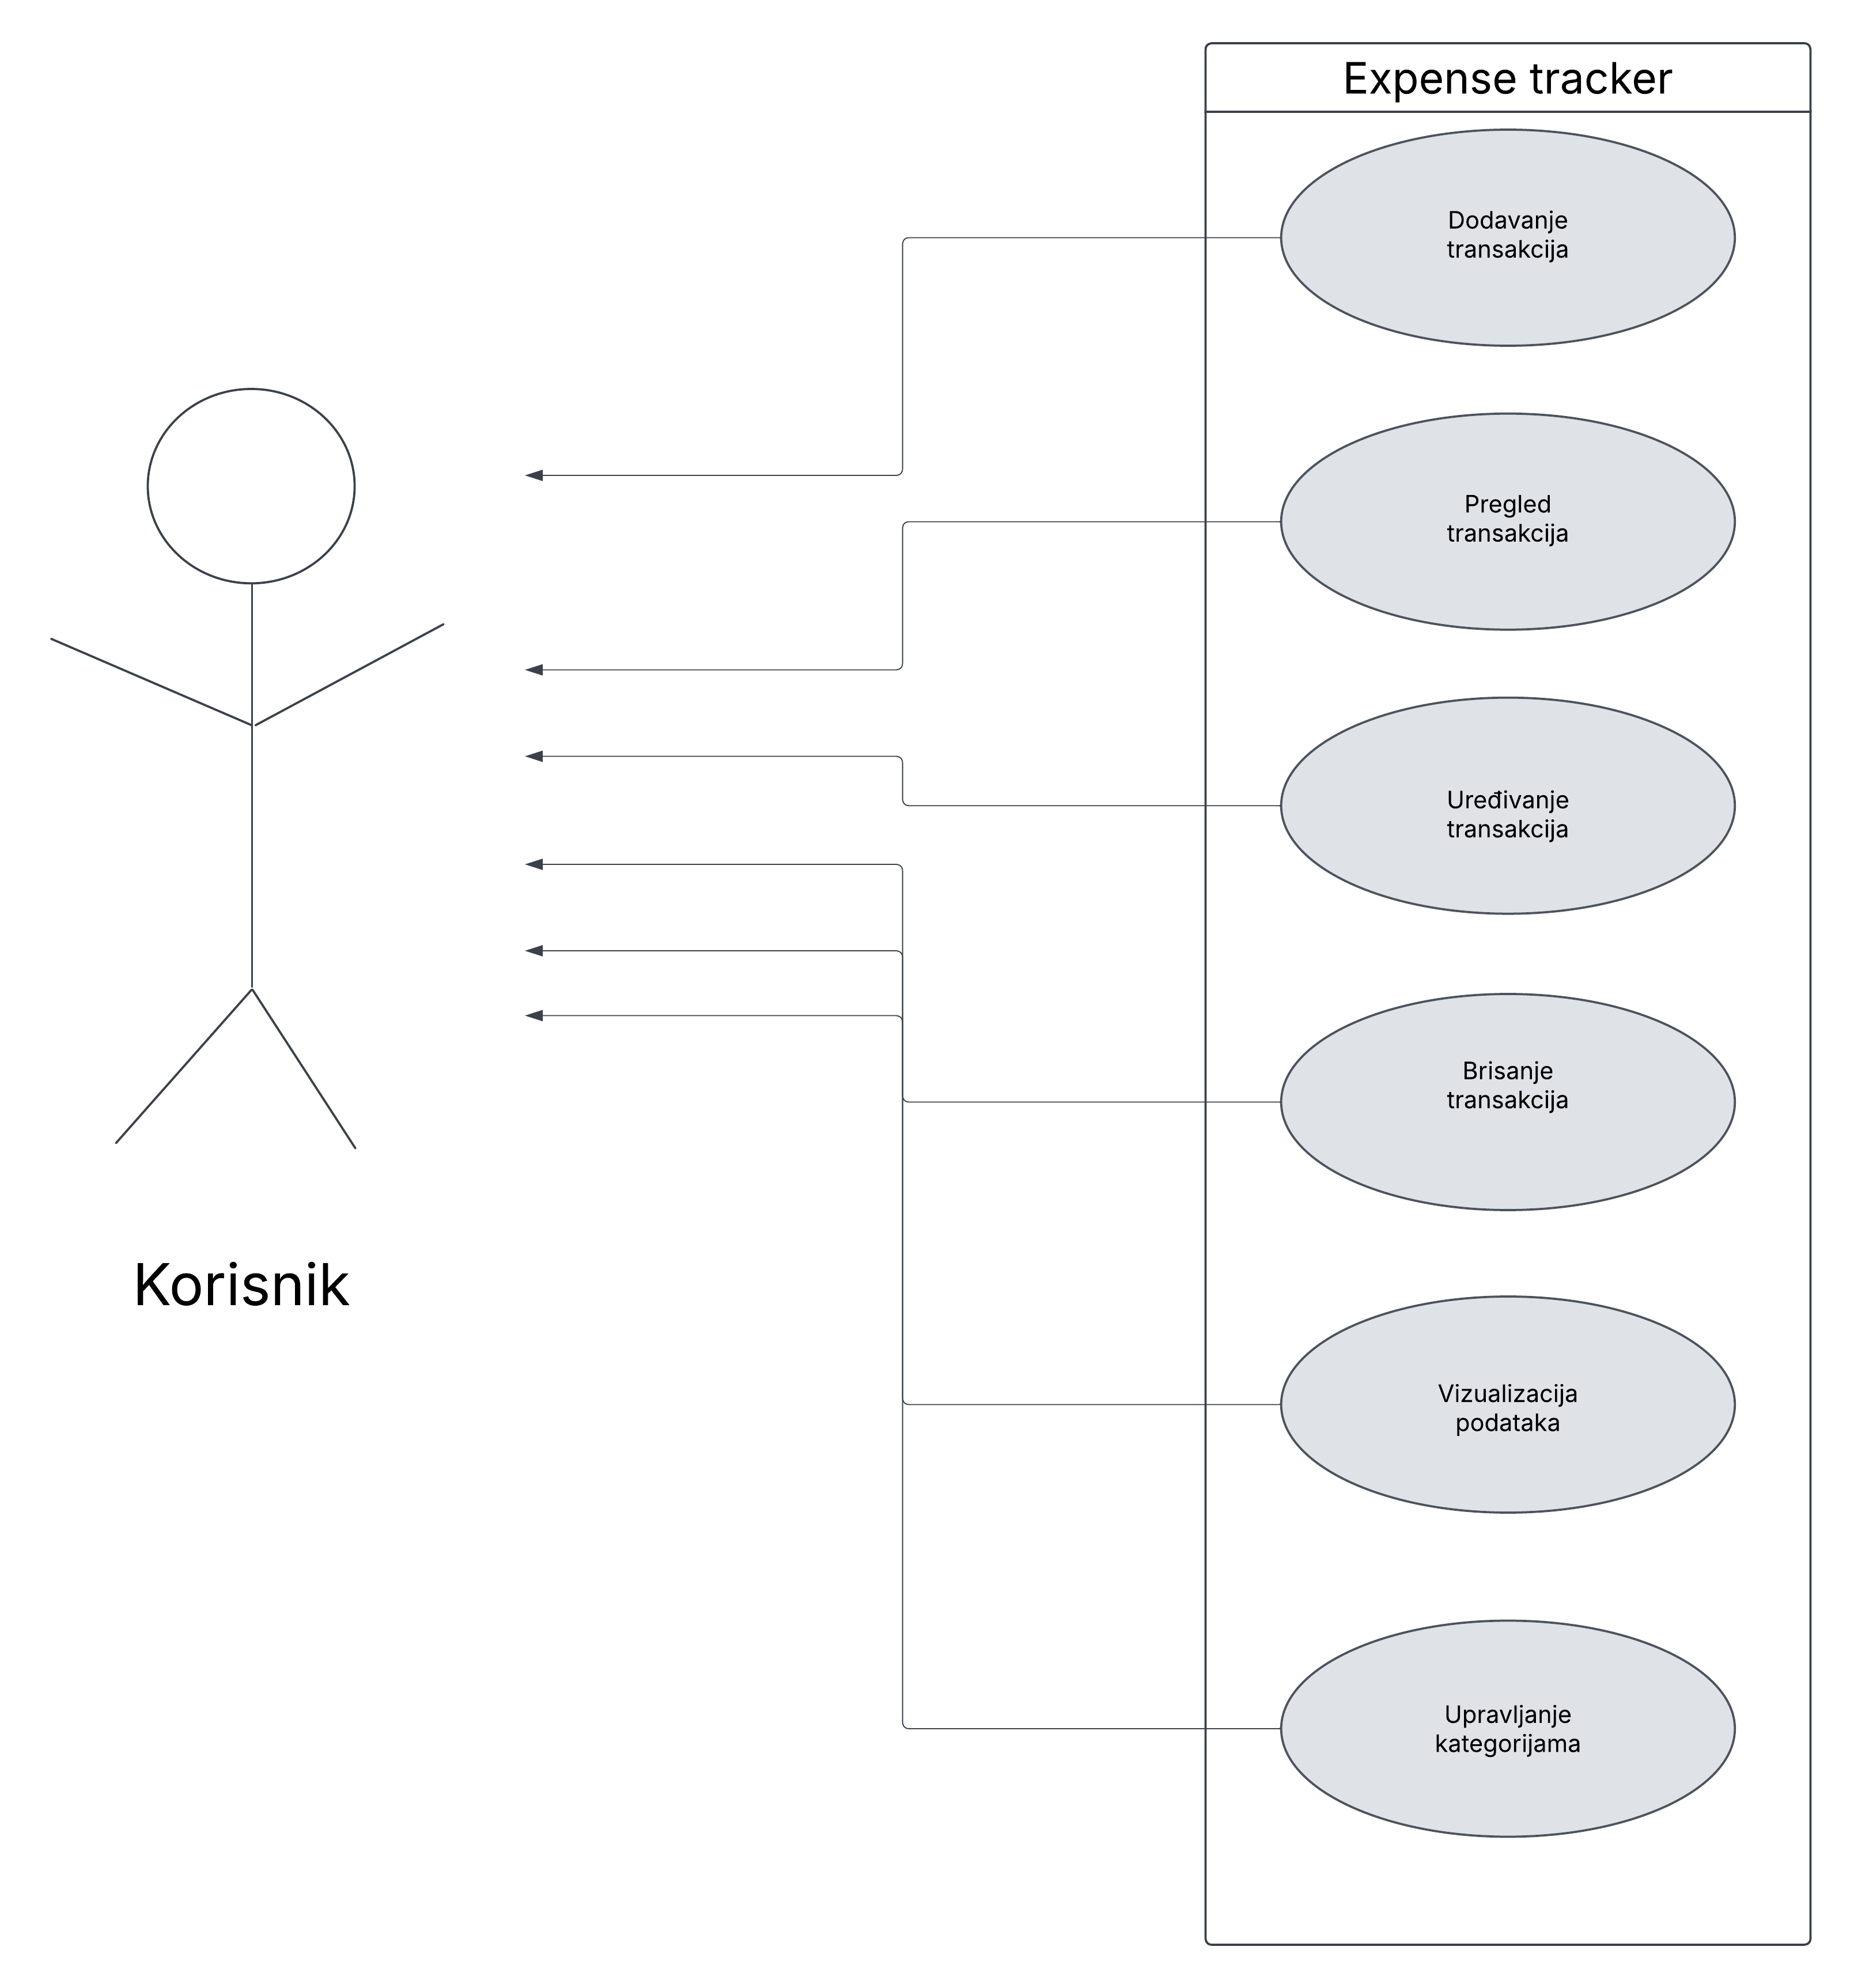 Expense tracker
Dodavanje
transakcija
Pregled
transakcija
Uređivanje
transakcija
Brisanje
transakcija
Korisnik
Vizualizacija
podataka
Upravljanje
kategorijama